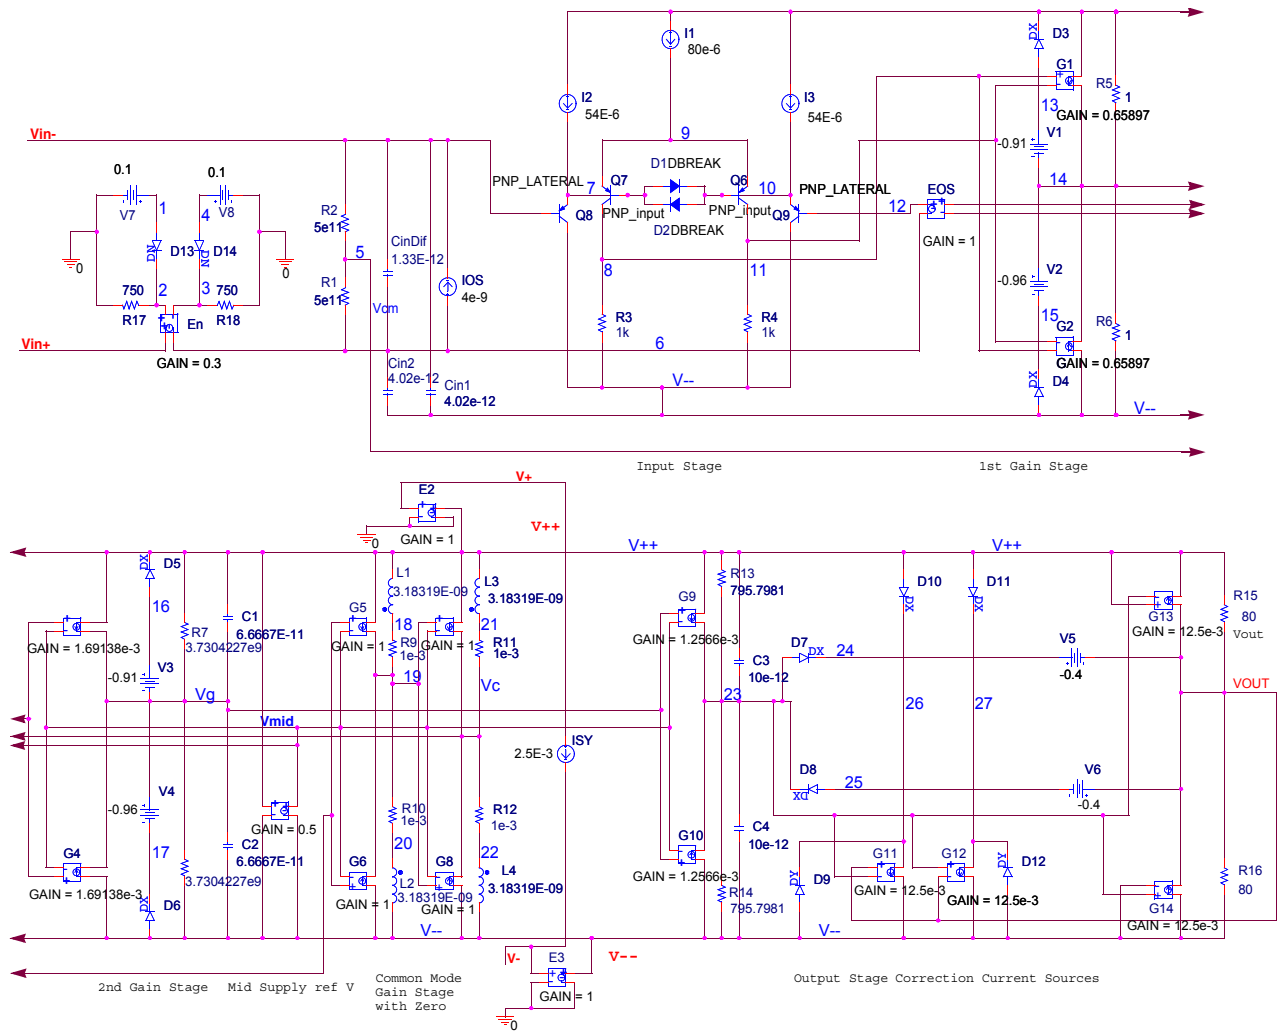 I1
80e-6
DX
D3
G1
R5
1
I2
54E-6
I3
54E-6
13
GAIN = 0.65897
Vin-
9
V1
-0.91
0.1
0.1
D1DBREAK
PNP_LATERAL
7
Q7
Q6
10
PNP_LATERAL
EOS
14
V7
1
4
V8
R2
5e11
Q8
PNP_input
PNP_input
Q9
12
D2DBREAK
GAIN = 1
D13
DN
D14
DN
5
CinDif
1.33E-12
0
0
8
11
V2
-0.96
750
2
3
750
R1
5e11
IOS
4e-9
Vcm
15
R17
R18
En
R3
1k
R4
1k
G2
R6
1
Vin+
6
GAIN = 0.3
GAIN = 0.65897
Cin2
4.02e-12
Cin1
4.02e-12
V--
DX
D4
V--
Input Stage
1st Gain Stage
V+
E2
V++
0
GAIN = 1
V++
V++
DX
D5
L1
3.18319E-09
L3
3.18319E-09
R13
795.7981
D10
DX
D11
DX
16
C1
6.6667E-11
G5
18
21
G9
G13
R15
80
Vout
R7
3.7304227e9
GAIN = 1.69138e-3
GAIN = 1
R9
1e-3
GAIN = 1
R11
1e-3
GAIN = 1.2566e-3
GAIN = 12.5e-3
D7
DX
24
V5
-0.4
V3
-0.91
C3
10e-12
19
Vc
Vg
23
VOUT
26
27
Vmid
ISY
2.5E-3
D8
DX
25
V6
-0.4
V4
-0.96
R10
1e-3
R12
1e-3
GAIN = 0.5
C4
10e-12
C2
6.6667E-11
17
20
22
G10
G4
G6
G8
L4
3.18319E-09
G11
G12
D12
DY
R16
80
3.7304227e9
GAIN = 1.69138e-3
L2
3.18319E-09
GAIN = 1
GAIN = 1
GAIN = 1.2566e-3
R14
795.7981
DY
D9
GAIN = 12.5e-3
GAIN = 12.5e-3
G14
GAIN = 12.5e-3
DX
D6
V--
V--
V-
E3
V--
GAIN = 1
0
2nd Gain Stage
Mid Supply ref V
Common Mode
Gain Stage
with Zero
Output Stage Correction Current Sources